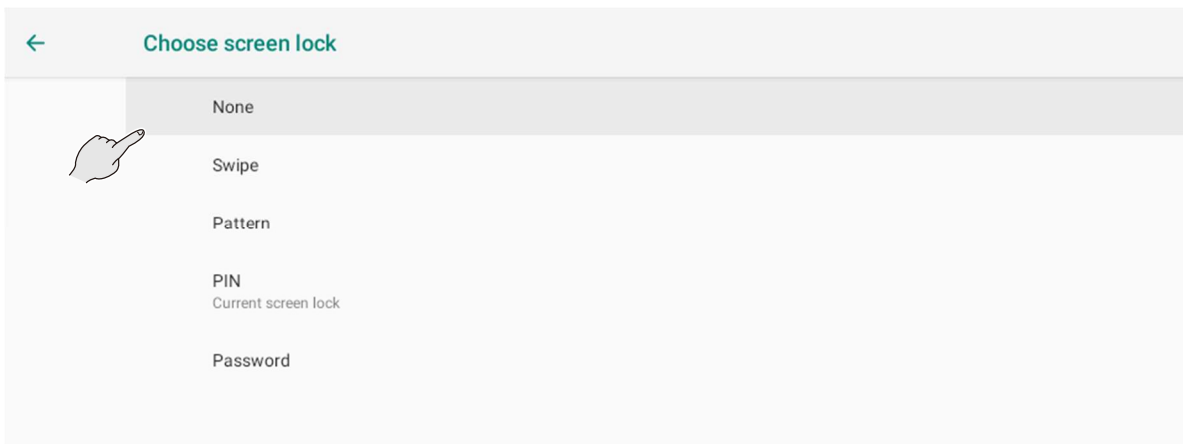 Choose screen lock
None
Swipe
Pattern
PIN
Current screen lock
Password